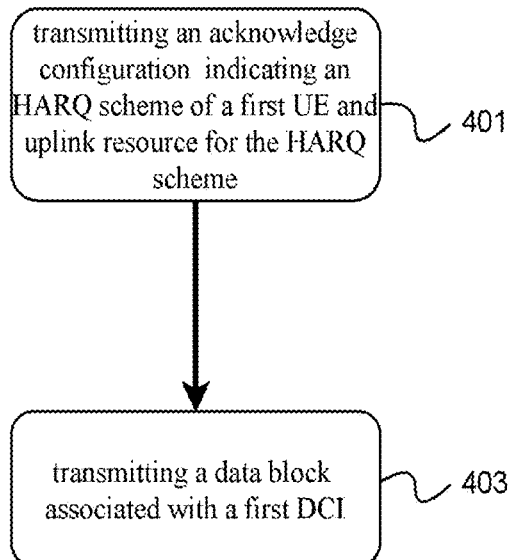 transmitting an acknowledge
configuration indicating an
HARQ scheme of a first UE and
uplink resource for the HARQ
scheme
401
transmitting a data block
associated with a first DCI.
403